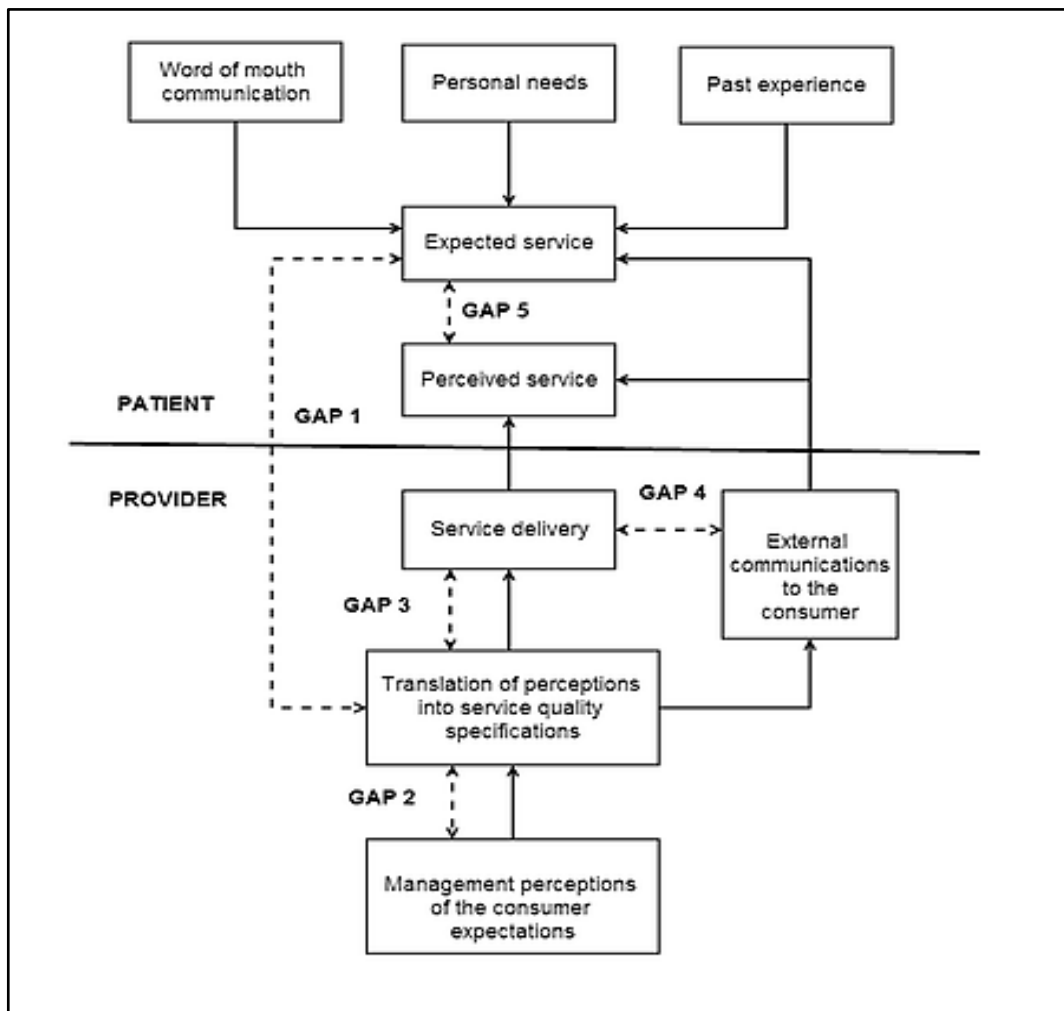 Word of mouth
communication
Personal needs
Past experience
Expected service
GAP 5
Perceived service
PATIENT
GAP 1
PROVIDER
Service delivery
GAP 4
External
communications
to the
consumer
GAP 3
Translation of perceptions
into service quality
specifications
GAP 2
Management perceptions
of the consumer
expectations